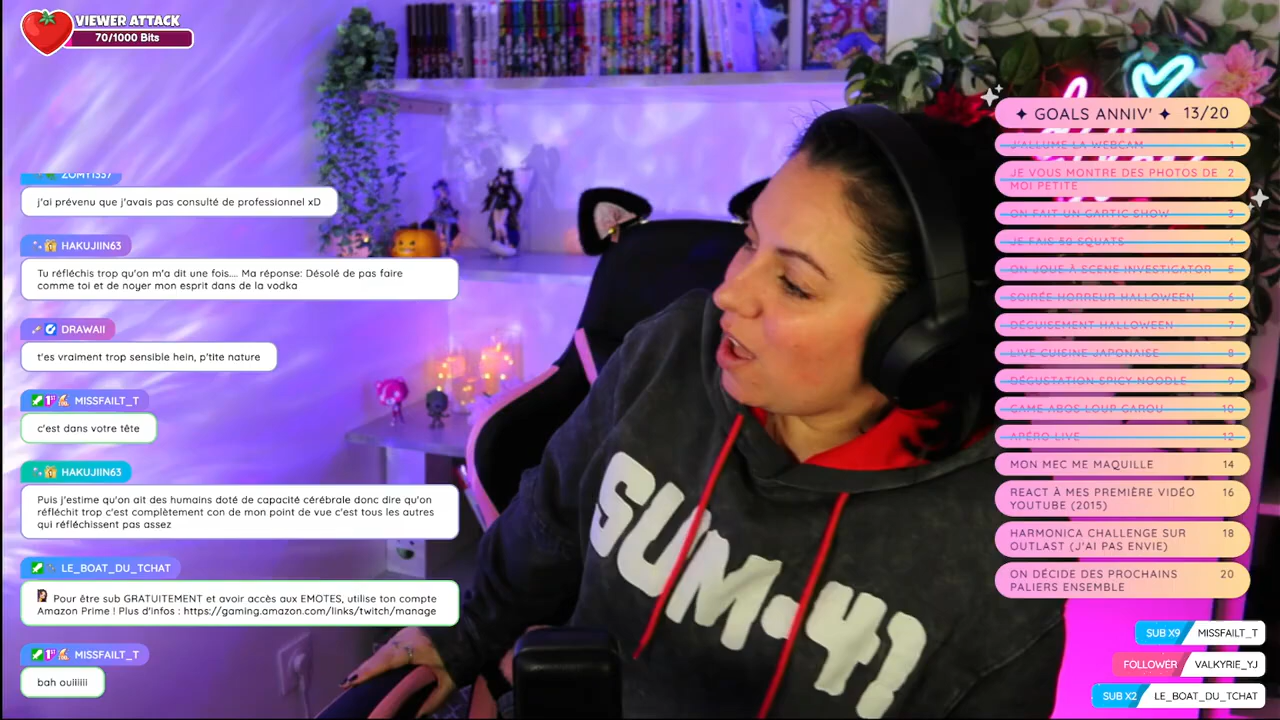 VIEWER ATTACK
70/1000 Bits
ZOMY1337
j'ai prévenu que j'avais pas consulté de professionnel xD
HAKUJIIN63
Tu réfléchis trop qu'on m'a dit une fois.... Ma réponse: Désolé de pas faire
comme toi et de noyer mon esprit dans de la vodka
DRAWAII
t'es vraiment trop sensible hein, p'tite nature
MISSFAILT_T
c'est dans votre tête
HAKUJIIN63
Puis j'estime qu'on ait des humains doté de capacité cérébrale donc dire qu'on
réfléchit trop c'est complètement con de mon point de vue c'est tous les autres
qui réfléchissent pas assez
LE_BOAT_DU_TCHAT
Pour être sub GRATUITEMENT et avoir accès aux EMOTES, utilise ton compte
Amazon Prime ! Plus d'infos : https://gaming.amazon.com/links/twitch/manage
MISSFAILT_T
bah ouiiiiii
SUM 41
GOALS ANNIV' 13/20
J'ALLUME LA WEBCAM 1
JE VOUS MONTRE DES PHOTOS DE 2
MOI PETITE
ON FAIT UN GARTIC SHOW 3
JE FAIS 50 SQUATS 4
ON JOUE À SCENE INVESTIGATOR 5
SOIRÉE HORREUR HALLOWEEN 6
DÉGUISEMENT HALLOWEEN 7
LIVE CUISINE JAPONAISE 8
DÉGUSTATION SPICY NOODLE 9
GAME ABOS LOUP GAROU 10
APÉRO LIVE 12
MON MEC ME MAQUILLE 14
REACT À MES PREMIÈRE VIDÉO 16
YOUTUBE (2015)
HARMONICA CHALLENGE SUR 18
OUTLAST (J'AI PAS ENVIE)
ON DÉCIDE DES PROCHAINS 20
PALIERS ENSEMBLE
SUB X9 MISSFAILT_T
FOLLOWER VALKYRIE_YJ
SUB X2 LE_BOAT_DU_TCHAT